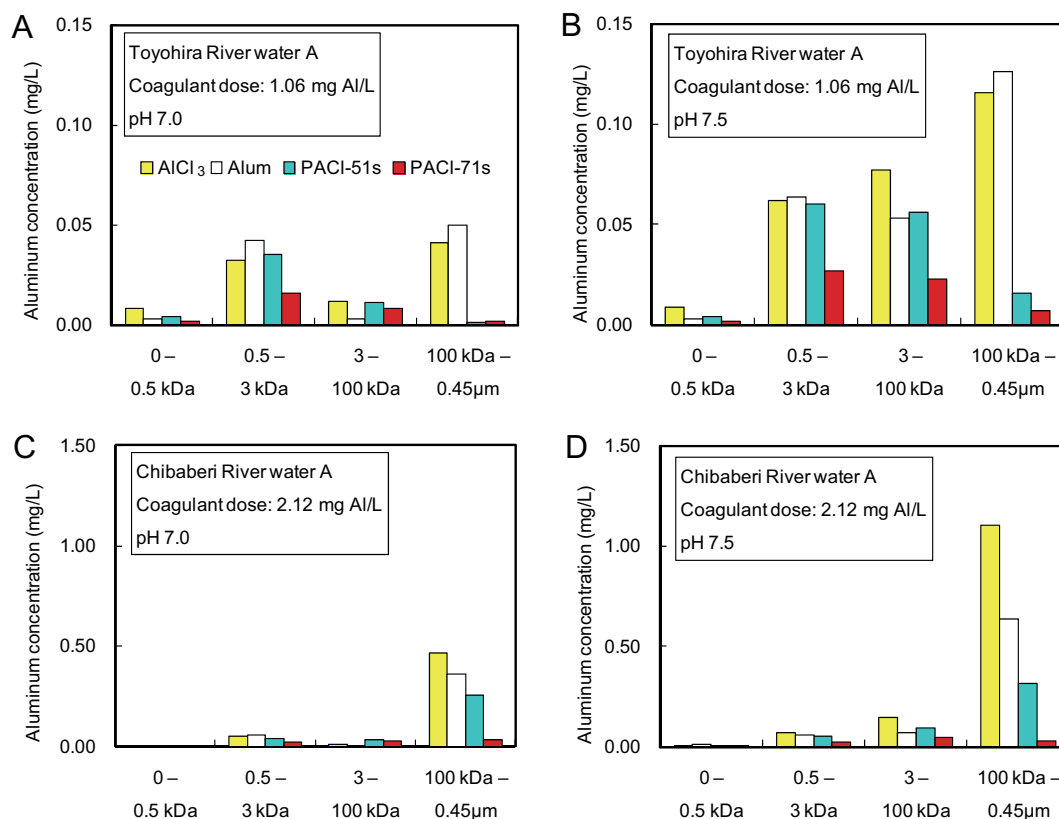 A
Aluminum concentration (mg/L)
0.15
0.10
0.05
0.00
Toyohira River water A
Coagulant dose: 1.06 mg Al/L
pH 7.0
AlCl3 Alum PACl-51s PACl-71s
0 – 0.5 – 3 – 100 kDa –
0.5 kDa 3 kDa 100 kDa 0.45µm
B
Aluminum concentration (mg/L)
0.15
0.10
0.05
0.00
Toyohira River water A
Coagulant dose: 1.06 mg Al/L
pH 7.5
0 – 0.5 – 3 – 100 kDa –
0.5 kDa 3 kDa 100 kDa 0.45µm
C
Aluminum concentration (mg/L)
1.50
1.00
0.50
0.00
Chibaberi River water A
Coagulant dose: 2.12 mg Al/L
pH 7.0
0 – 0.5 – 3 – 100 kDa –
0.5 kDa 3 kDa 100 kDa 0.45µm
D
Aluminum concentration (mg/L)
1.50
1.00
0.50
0.00
Chibaberi River water A
Coagulant dose: 2.12 mg Al/L
pH 7.5
0 – 0.5 – 3 – 100 kDa –
0.5 kDa 3 kDa 100 kDa 0.45µm